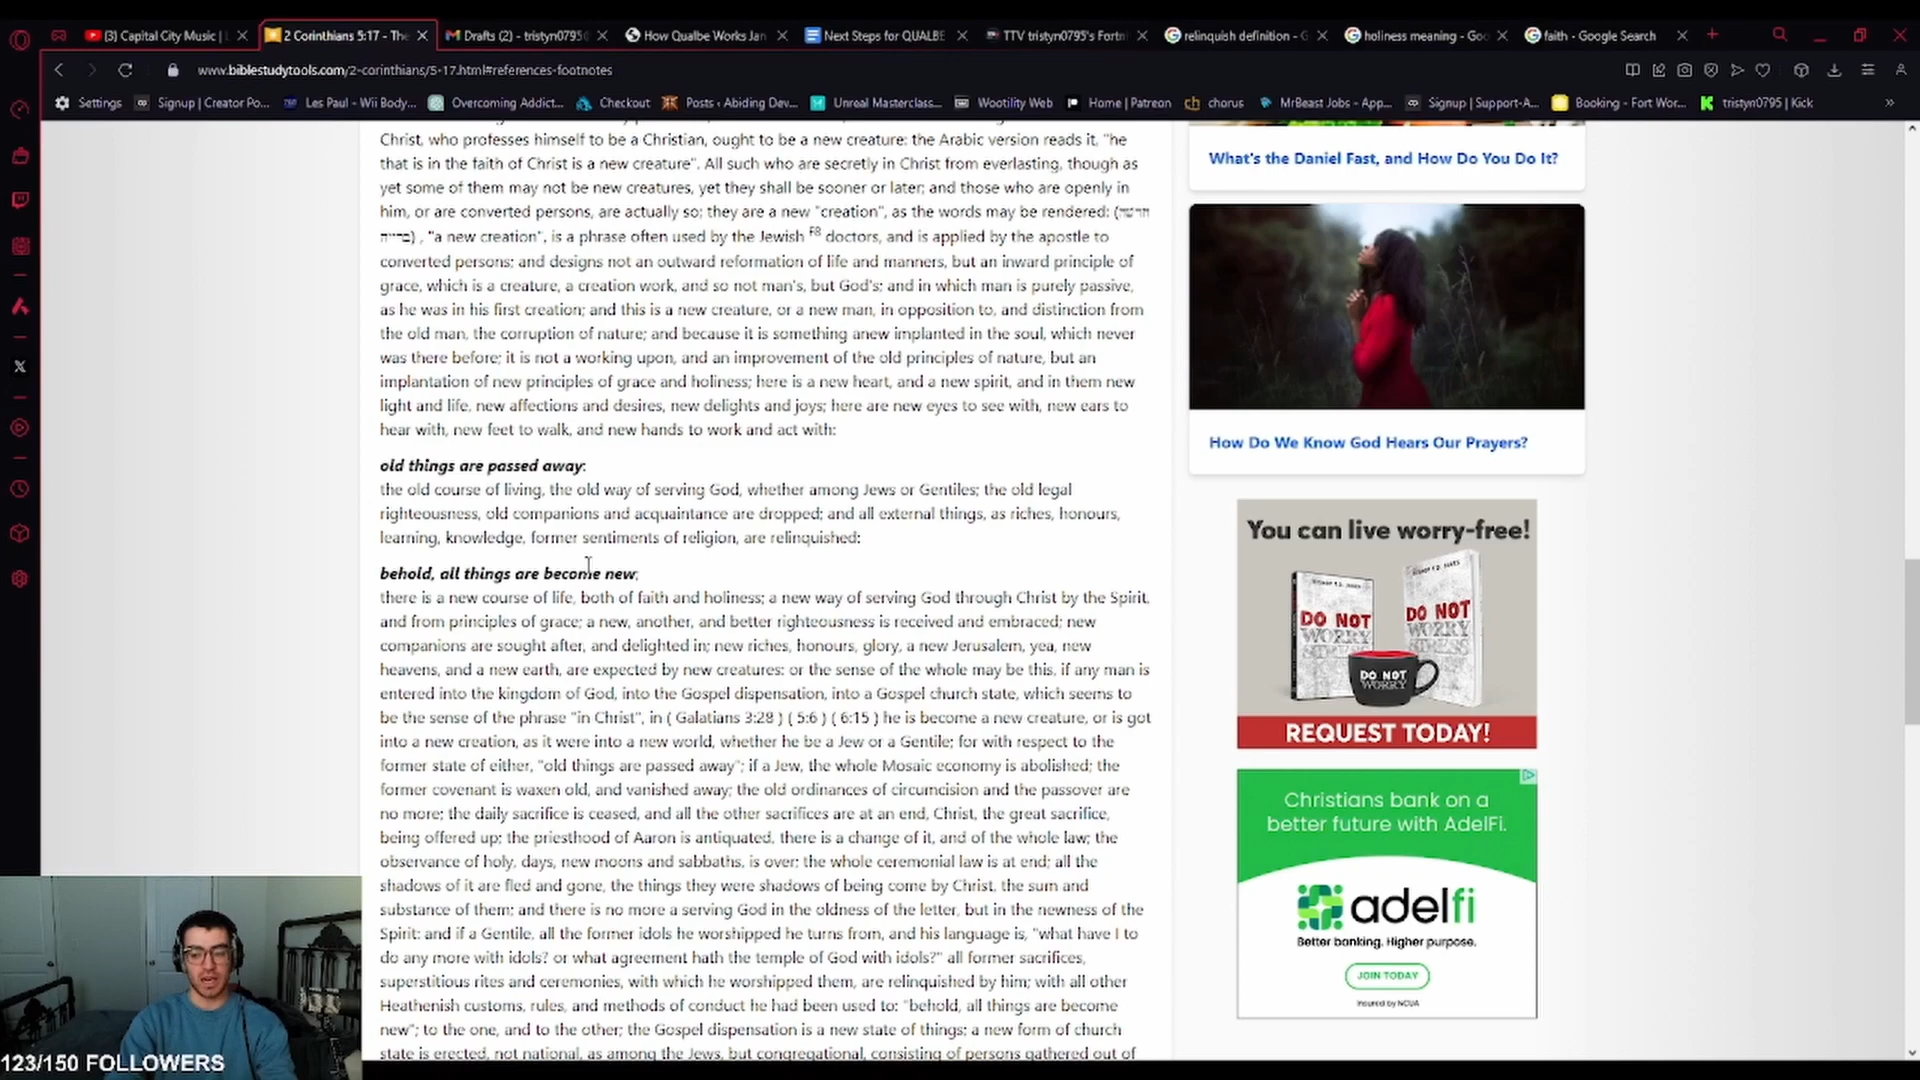 (3) Capital City Music | L
2 Corinthians 5:17 - The
Drafts (2) - tristyn0795@
How Qualbe Works Jan
Next Steps for QUALBE
TTV tristyn0795's Fortni
relinquish definition - G
holiness meaning - Goo
faith - Google Search
www.biblestudytools.com/2-corinthians/5-17.html#references-footnotes
Settings
Signup | Creator Po...
Les Paul - Wii Body...
Overcoming Addict...
Checkout
Posts ‹ Abiding Dev...
Unreal Masterclass...
Wootility Web
Home | Patreon
chorus
MrBeast Jobs - App...
Signup | Support-A...
Booking - Fort Wor...
tristyn0795 | Kick
Christ, who professes himself to be a Christian, ought to be a new creature: the Arabic version reads it, "he
that is in the faith of Christ is a new creature". All such who are secretly in Christ from everlasting, though as
yet some of them may not be new creatures, yet they shall be sooner or later; and those who are openly in
him, or are converted persons, are actually so; they are a new "creation", as the words may be rendered: (חדשה
ברייה) , "a new creation", is a phrase often used by the Jewish F8 doctors, and is applied by the apostle to
converted persons; and designs not an outward reformation of life and manners, but an inward principle of
grace, which is a creature, a creation work, and so not man's, but God's; and in which man is purely passive,
as he was in his first creation; and this is a new creature, or a new man, in opposition to, and distinction from
the old man, the corruption of nature; and because it is something anew implanted in the soul, which never
was there before; it is not a working upon, and an improvement of the old principles of nature, but an
implantation of new principles of grace and holiness; here is a new heart, and a new spirit, and in them new
light and life, new affections and desires, new delights and joys; here are new eyes to see with, new ears to
hear with, new feet to walk, and new hands to work and act with:
old things are passed away:
the old course of living, the old way of serving God, whether among Jews or Gentiles; the old legal
righteousness, old companions and acquaintance are dropped; and all external things, as riches, honours,
learning, knowledge, former sentiments of religion, are relinquished:
behold, all things are become new;
there is a new course of life, both of faith and holiness; a new way of serving God through Christ by the Spirit,
and from principles of grace; a new, another, and better righteousness is received and embraced; new
companions are sought after, and delighted in; new riches, honours, glory, a new Jerusalem, yea, new
heavens, and a new earth, are expected by new creatures: or the sense of the whole may be this, if any man is
entered into the kingdom of God, into the Gospel dispensation, into a Gospel church state, which seems to
be the sense of the phrase "in Christ", in ( Galatians 3:28 ) ( 5:6 ) ( 6:15 ) he is become a new creature, or is got
into a new creation, as it were into a new world, whether he be a Jew or a Gentile; for with respect to the
former state of either, "old things are passed away"; if a Jew, the whole Mosaic economy is abolished; the
former covenant is waxen old, and vanished away; the old ordinances of circumcision and the passover are
no more; the daily sacrifice is ceased, and all the other sacrifices are at an end, Christ, the great sacrifice,
being offered up; the priesthood of Aaron is antiquated, there is a change of it, and of the whole law; the
observance of holy, days, new moons and sabbaths, is over; the whole ceremonial law is at end; all the
shadows of it are fled and gone, the things they were shadows of being come by Christ, the sum and
substance of them; and there is no more a serving God in the oldness of the letter, but in the newness of the
Spirit: and if a Gentile, all the former idols he worshipped he turns from, and his language is, "what have I to
do any more with idols? or what agreement hath the temple of God with idols?" all former sacrifices,
superstitious rites and ceremonies, with which he worshipped them, are relinquished by him; with all other
Heathenish customs, rules, and methods of conduct he had been used to: "behold, all things are become
new"; to the one, and to the other; the Gospel dispensation is a new state of things; a new form of church
state is erected, not national, as among the Jews, but congregational, consisting of persons gathered out of
What's the Daniel Fast, and How Do You Do It?
How Do We Know God Hears Our Prayers?
You can live worry-free!
DO NOT
WORRY
DO NOT
WORRY
DO NOT
WORRY
REQUEST TODAY!
Christians bank on a
better future with AdelFi.
adelfi
Better banking. Higher purpose.
JOIN TODAY
Insured by NCUA
123/150 FOLLOWERS